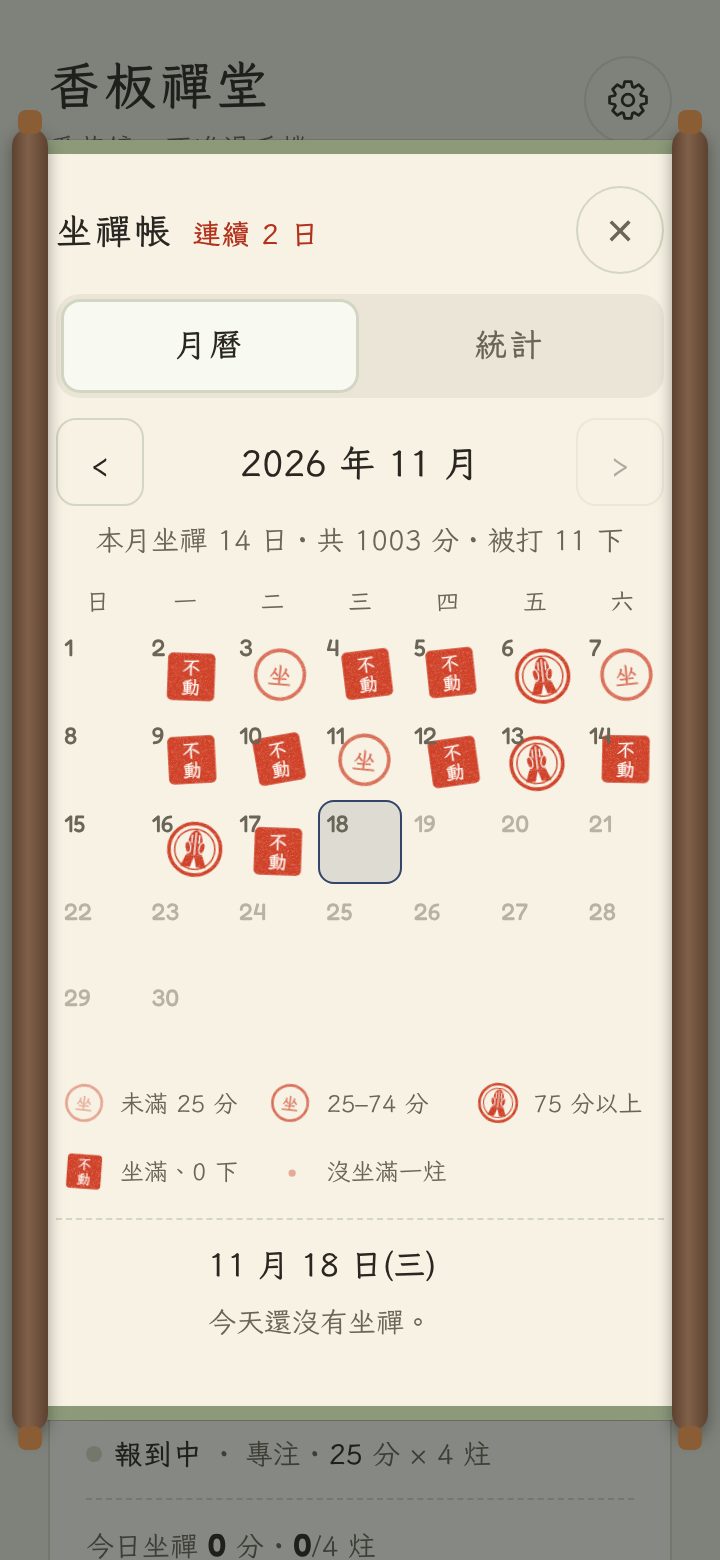 香板禪堂
坐禪帳 連續 2 日
×
月曆 統計
< 2026 年 11 月 >
本月坐禪 14 日・共 1003 分・被打 11 下
日 一 二 三 四 五 六
1 2 不動 3 坐 4 不動 5 不動 6 7 坐
8 9 不動 10 不動 11 坐 12 不動 13 14 不動
15 16 17 不動 18 19 20 21
22 23 24 25 26 27 28
29 30
坐 未滿 25 分 坐 25–74 分 75 分以上
不動 坐滿、0 下 沒坐滿一炷
11 月 18 日(三)
今天還沒有坐禪。
報到中 · 專注・25 分 × 4 炷
今日坐禪 0 分・0/4 炷